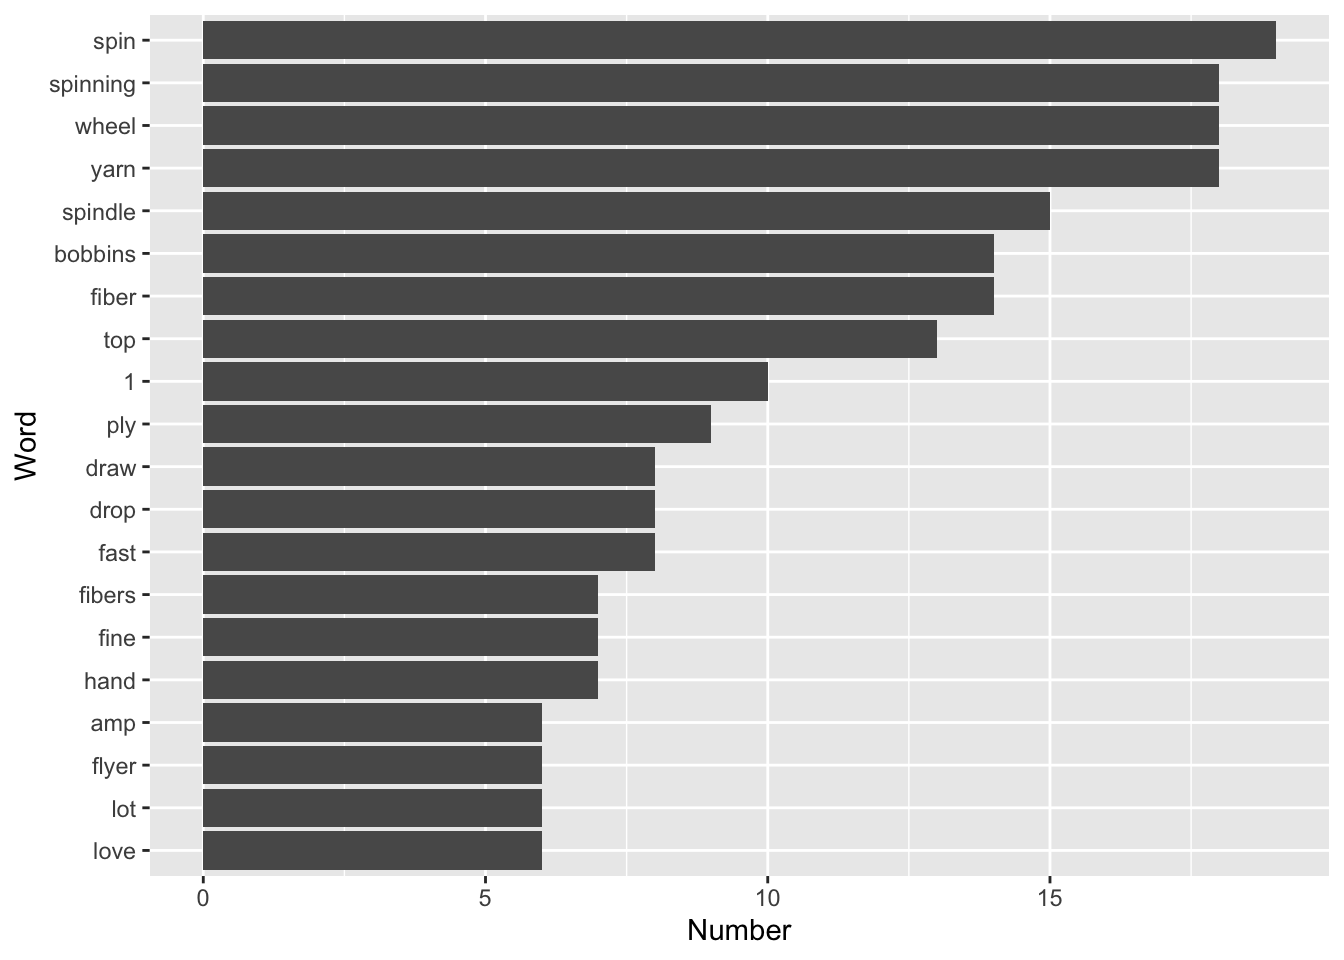 spin
spinning
wheel
yarn
spindle
bobbins
fiber
top
1
ply
draw
drop
fast
fibers
fine
hand
amp
flyer
lot
love
Word
0 5 10 15
Number